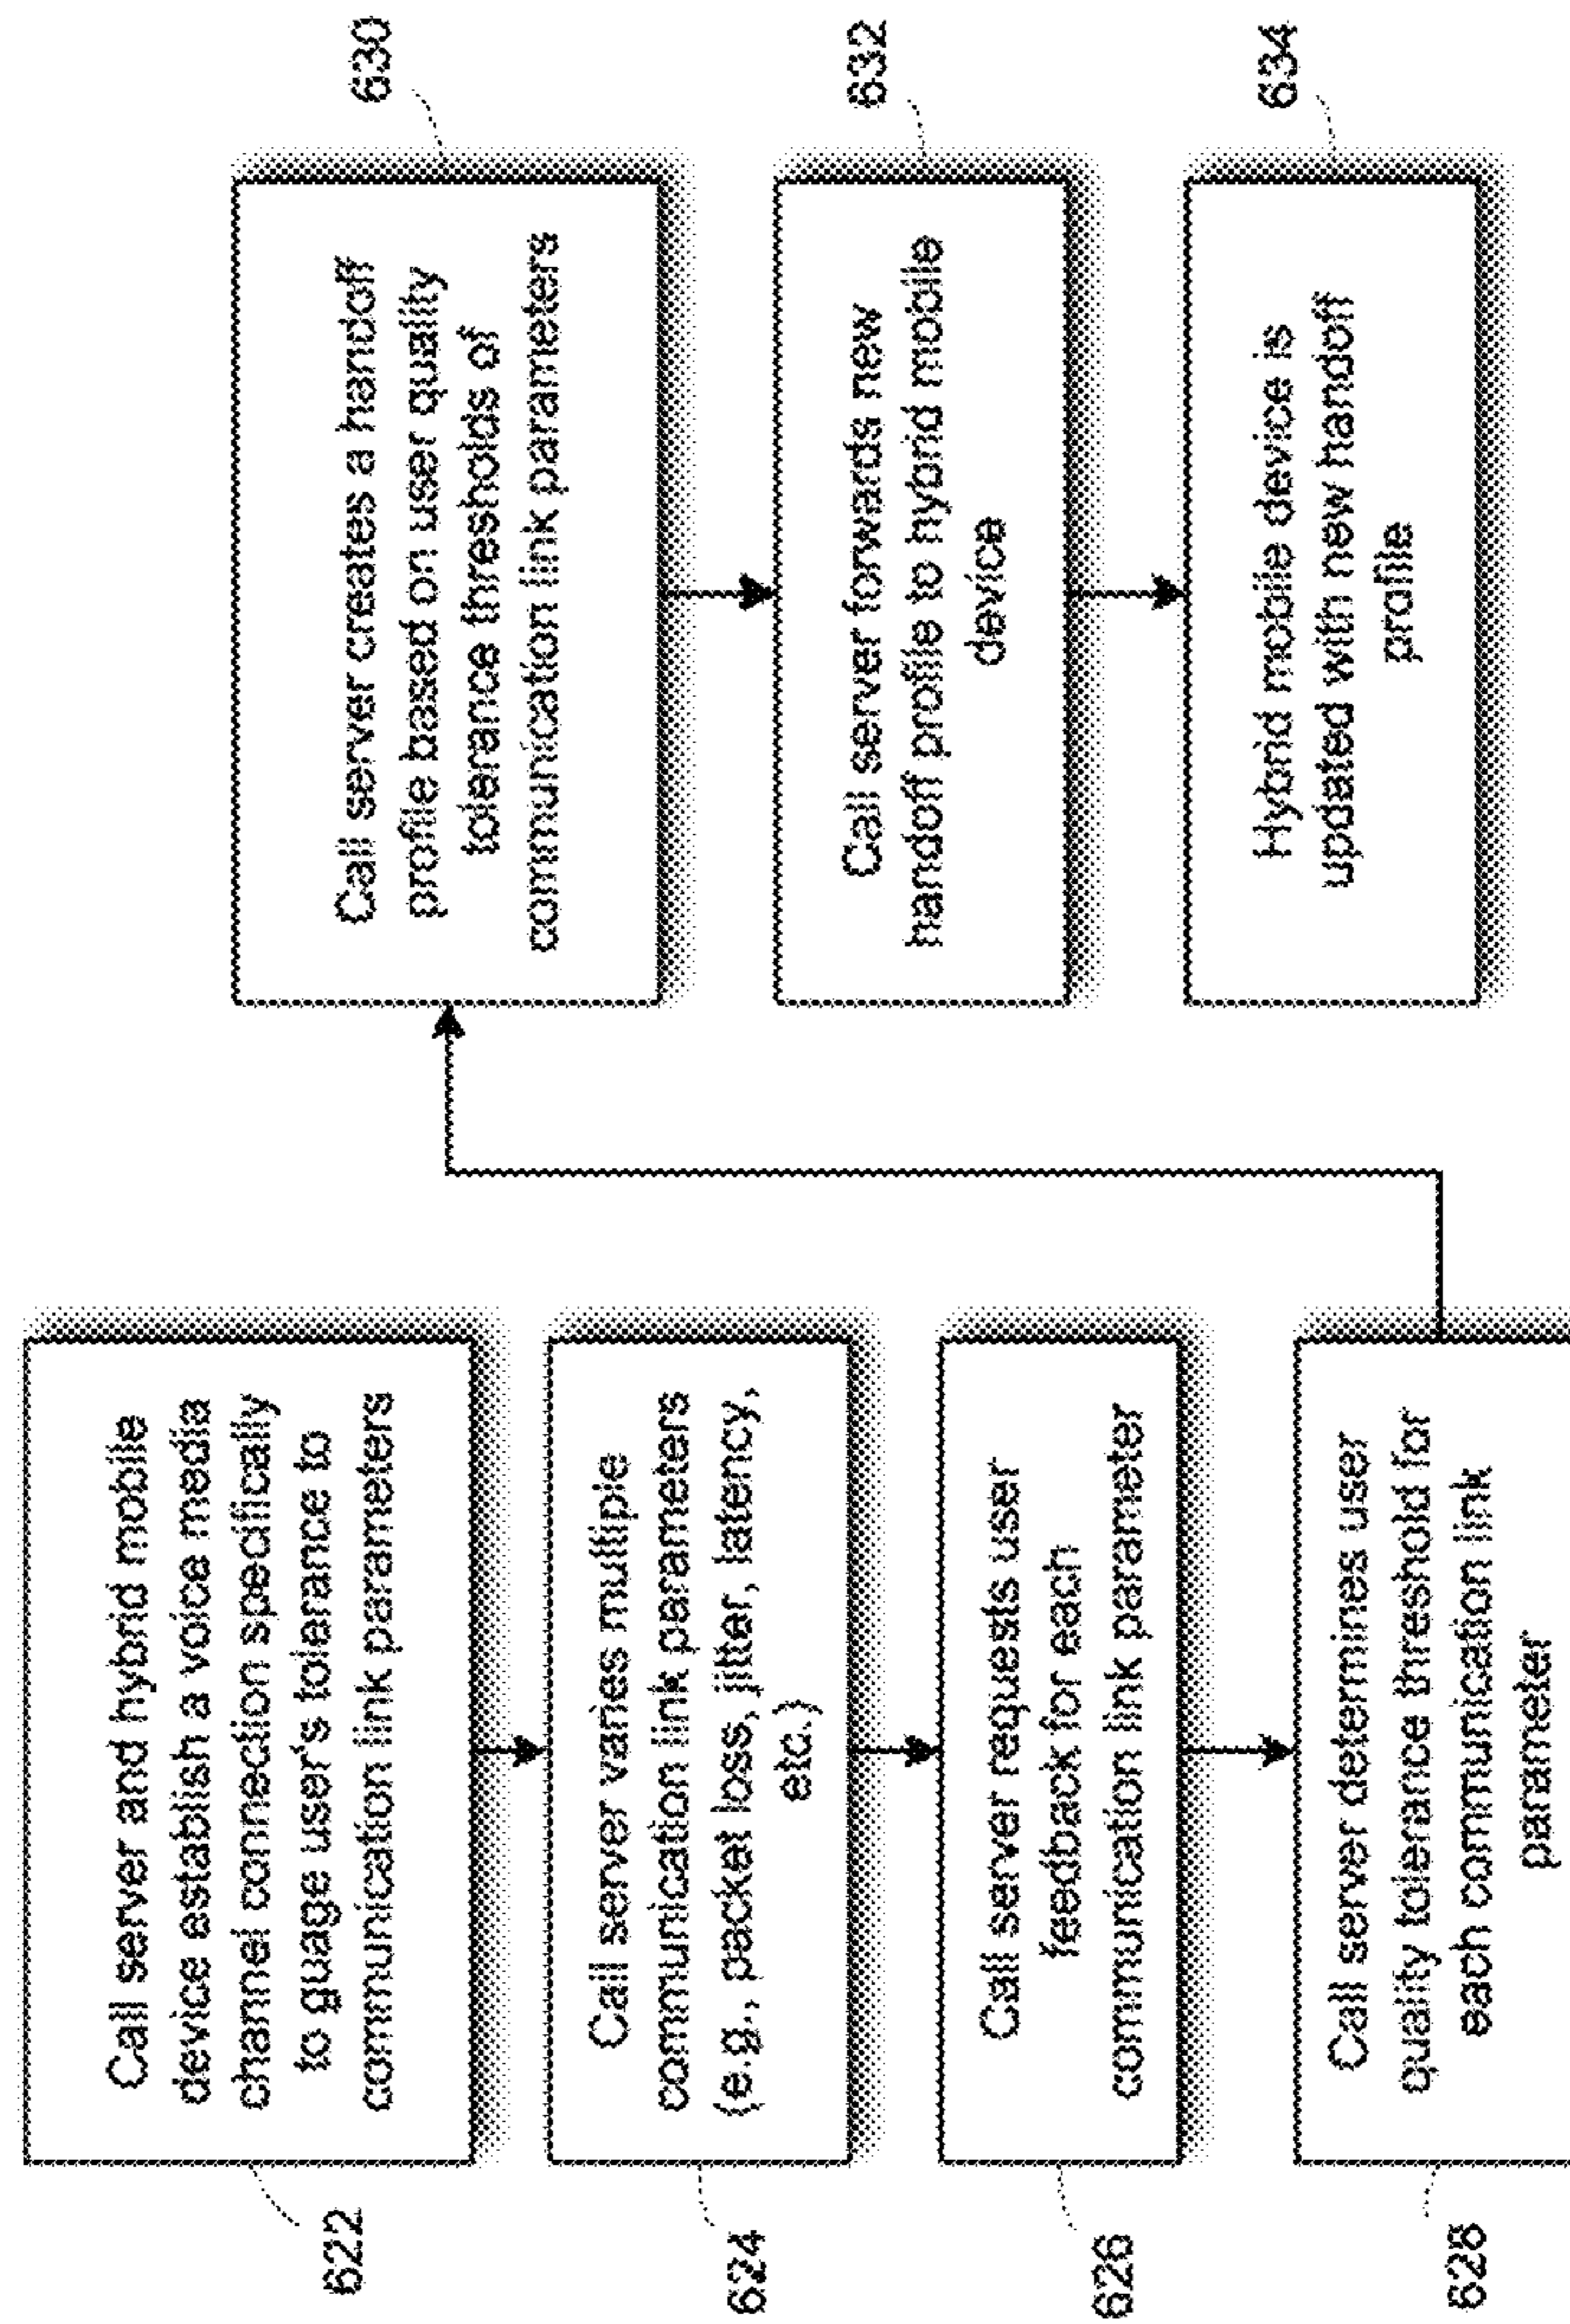 622
Call server and hybrid mobile
device establish a voice media
channel connection specifically
to guage user's tolerance to
communication link parameters
624
Call server varies multiple
communication link parameters
(e.g., packet loss, jitter, latency,
etc.)
626
Call server requests user
feedback for each
communication link parameter
628
Call server determines user
quality tolerance threshold for
each communication link
parameter
630
Call server creates a handoff
profile based on user quality
tolerance thresholds of
communication link parameters
632
Call server forwards new
handoff profile to hybrid mobile
device
634
Hybrid mobile device is
updated with new handoff
profile